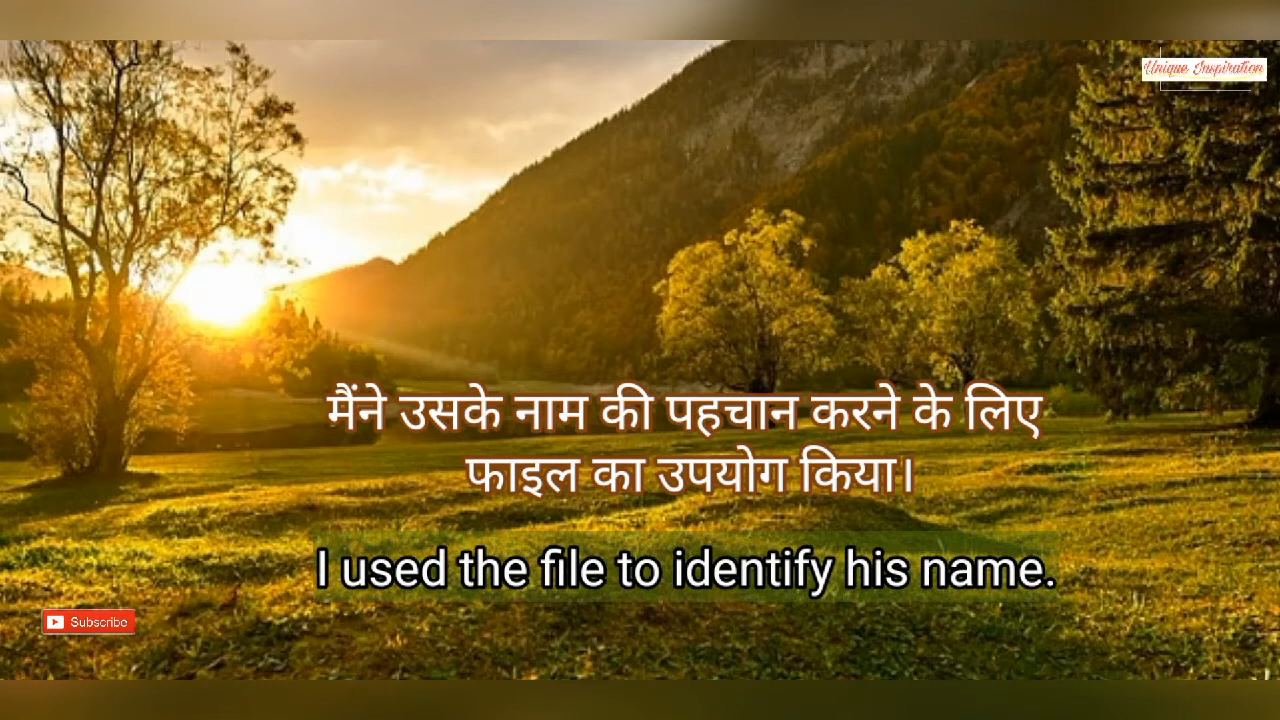 Unique Inspiration
मैंने उसके नाम की पहचान करने के लिए
फाइल का उपयोग किया।
I used the file to identify his name.
Subscribe